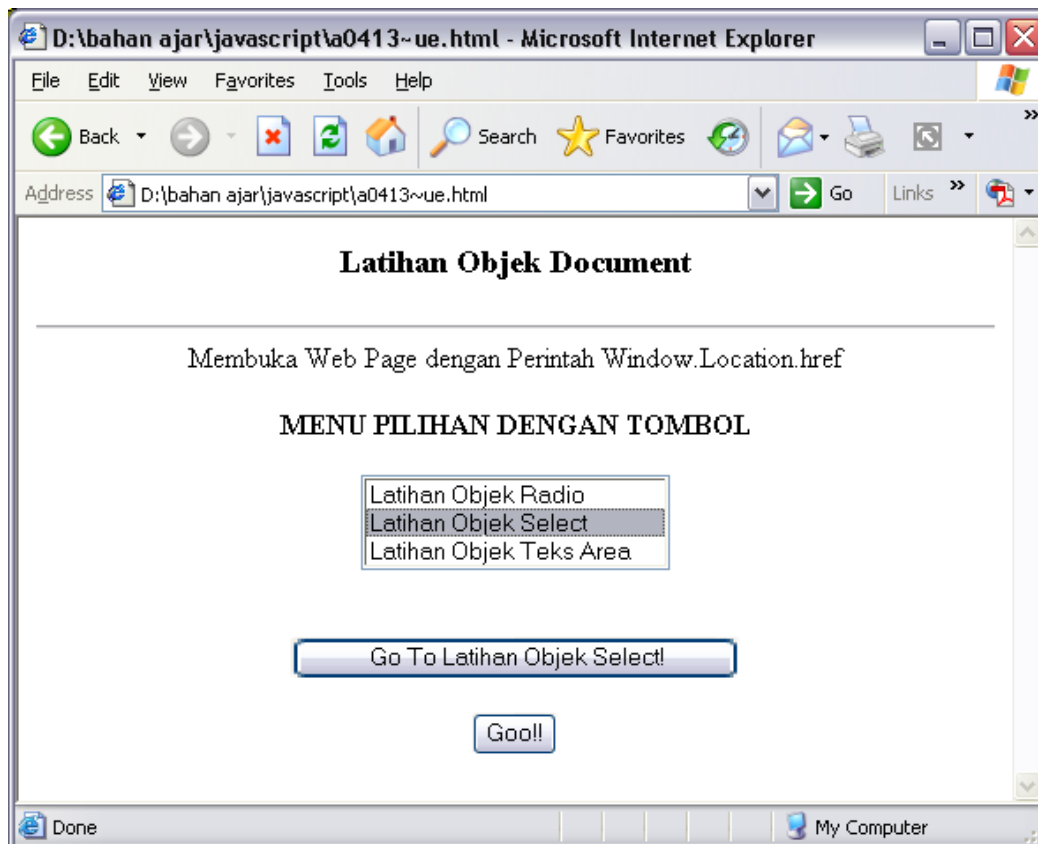 D:\bahan ajar\javascript\a0413~ue.html - Microsoft Internet Explorer
File Edit View Favorites Tools Help
Back Search Favorites »
Address D:\bahan ajar\javascript\a0413~ue.html Go Links »
Latihan Objek Document
Membuka Web Page dengan Perintah Window.Location.href
MENU PILIHAN DENGAN TOMBOL
Latihan Objek Radio
Latihan Objek Select
Latihan Objek Teks Area
Go To Latihan Objek Select!
Goo!!
Done My Computer